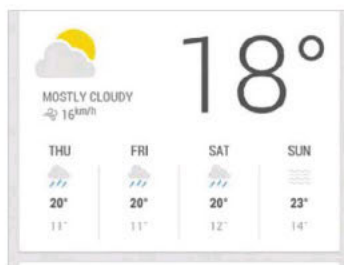 18°
MOSTLY CLOUDY
16km/h
THU FRI SAT SUN
20° 20° 20° 23°
11° 11° 12° 14°